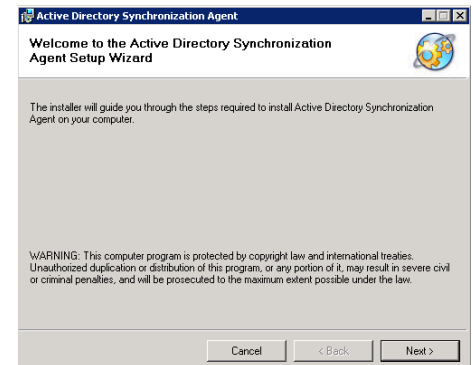 Active Directory Synchronization Agent
Welcome to the Active Directory Synchronization
Agent Setup Wizard
The installer will guide you through the steps required to install Active Directory Synchronization
Agent on your computer.
WARNING: This computer program is protected by copyright law and international treaties.
Unauthorized duplication or distribution of this program, or any portion of it, may result in severe civil
or criminal penalties, and will be prosecuted to the maximum extent possible under the law.
Cancel < Back Next >